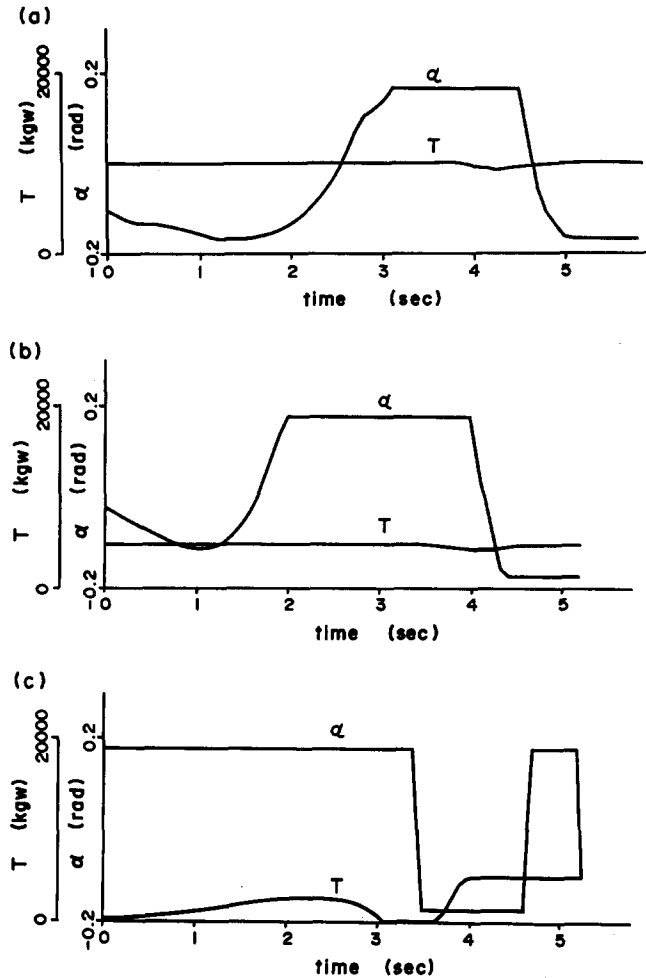 (a)
T (kgw)
0 20000
α (rad)
-0.2 0.2
α
T
0 1 2 3 4 5
time (sec)
(b)
T (kgw)
0 20000
α (rad)
-0.2 0.2
α
T
0 1 2 3 4 5
time (sec)
(c)
T (kgw)
0 20000
α (rad)
-0.2 0.2
α
T
0 1 2 3 4 5
time (sec)